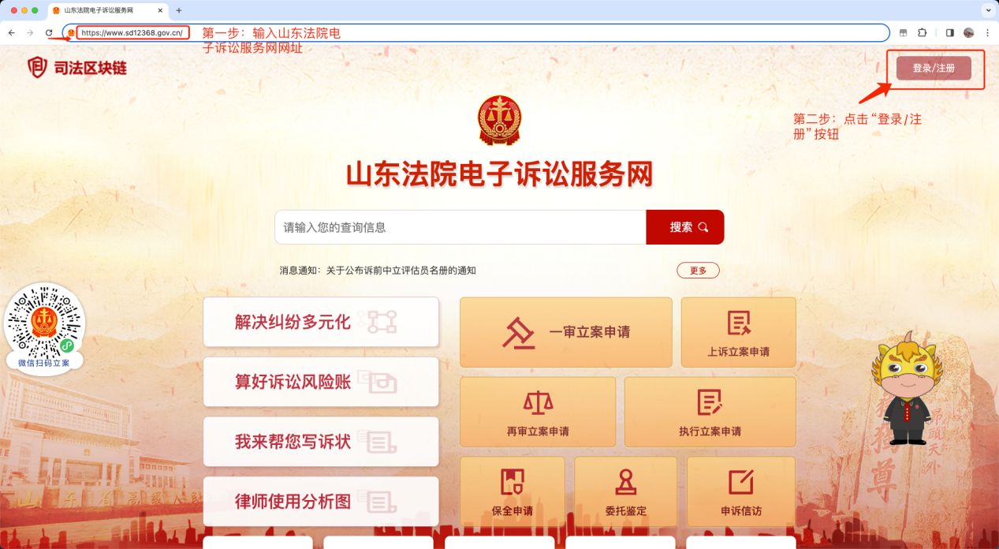 山东法院电子诉讼服务网
https://www.sd12368.gov.cn/
第一步：输入山东法院电
子诉讼服务网网址
司法区块链
登录/注册
第二步：点击“登录/注
册”按钮
山东法院电子诉讼服务网
请输入您的查询信息
搜索
消息通知：关于公布诉前中立评估员名册的通知
更多
解决纠纷多元化
一审立案申请
上诉立案申请
微信扫码立案
算好诉讼风险账
再审立案申请
执行立案申请
我来帮您写诉状
律师使用分析图
保全申请
委托鉴定
申诉信访